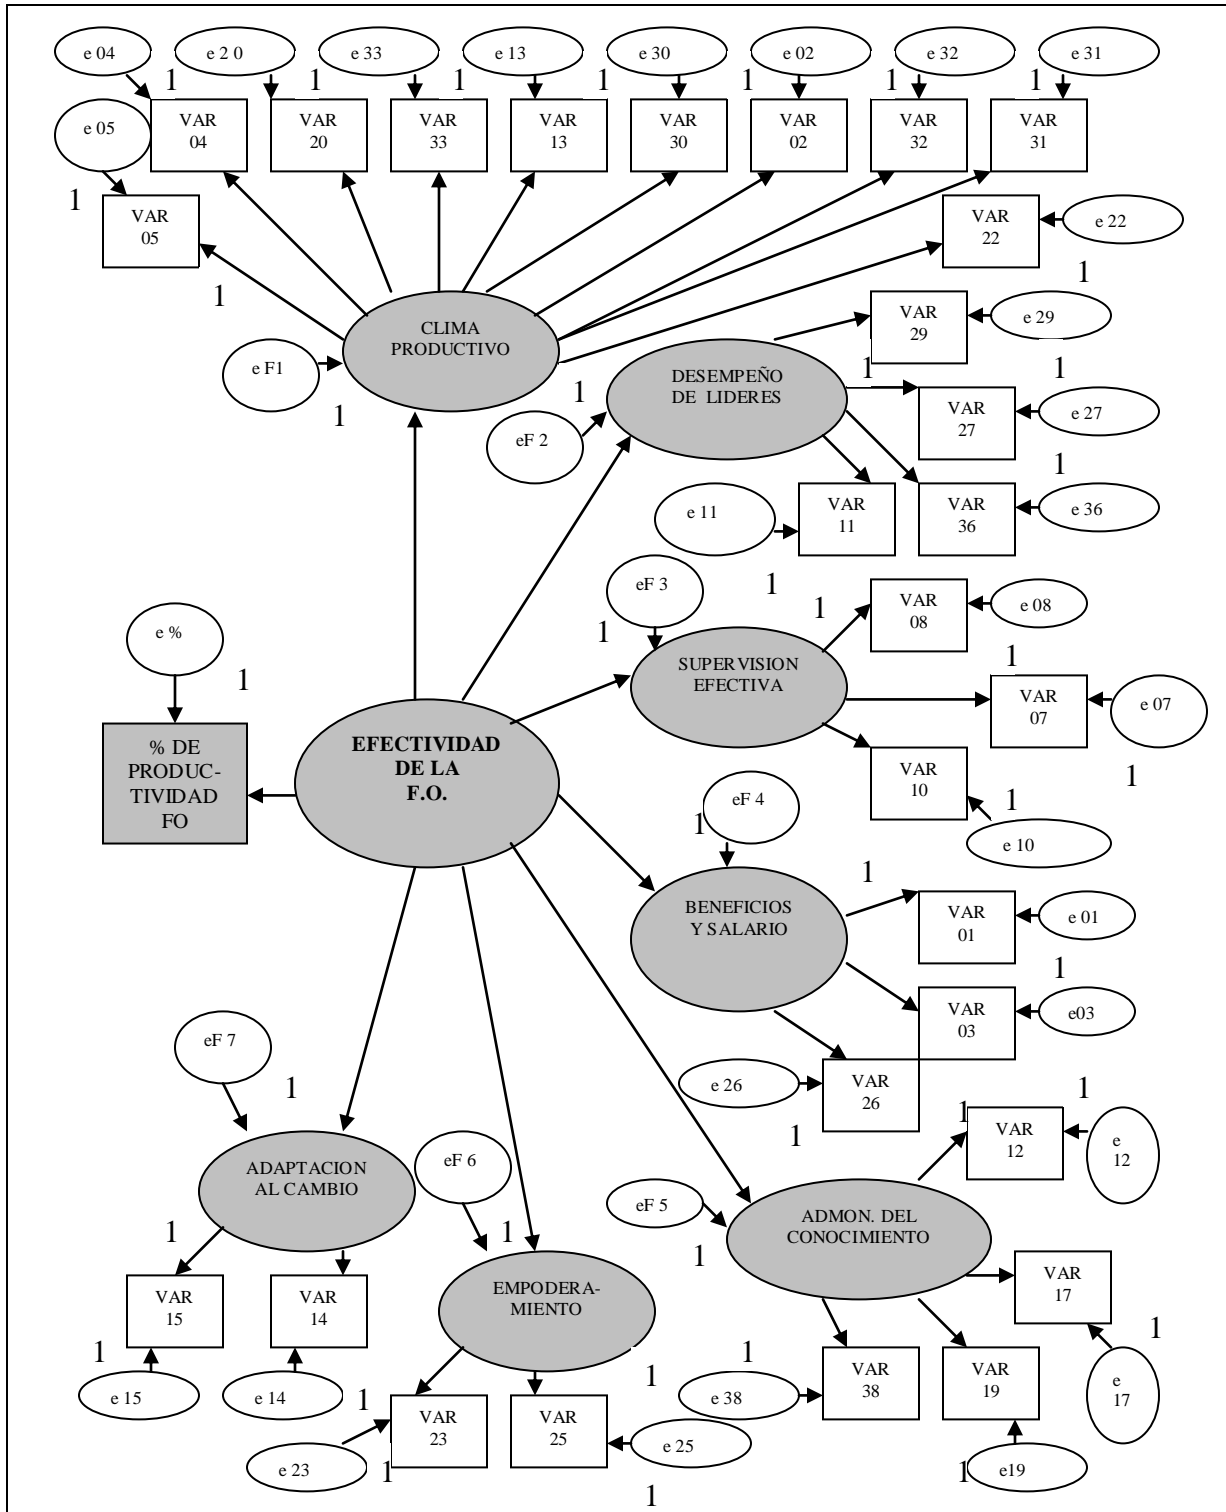 e 04
e 2 0
e 33
e 13
e 30
e 02
e 32
e 31
1
1
1
1
1
1
1
1
VAR
04
VAR
20
VAR
33
VAR
13
VAR
30
VAR
02
VAR
32
VAR
31
e 05
1
VAR
05
VAR
22
e 22
1
1
CLIMA
PRODUCTIVO
e F1
1
VAR
29
e 29
1
DESEMPEÑO
DE LIDERES
1
1
eF 2
VAR
27
e 27
1
e 11
VAR
11
VAR
36
e 36
1
eF 3
1
1
VAR
08
e 08
e %
1
SUPERVISION
EFECTIVA
1
VAR
07
e 07
1
% DE
PRODUC-
TIVIDAD
FO
EFECTIVIDAD
DE LA
F.O.
VAR
10
1
e 10
eF 4
1
1
BENEFICIOS
Y SALARIO
VAR
01
e 01
1
VAR
03
e03
eF 7
1
e 26
VAR
26
1
1
1
VAR
12
e
12
ADAPTACION
AL CAMBIO
eF 6
eF 5
1
ADMON. DEL
CONOCIMIENTO
1
1
VAR
15
VAR
14
EMPODERA-
MIENTO
VAR
17
1
1
e 15
e 14
1
1
e 38
VAR
38
VAR
19
e
17
1
VAR
23
VAR
25
e 25
e 23
1
1
1
e19